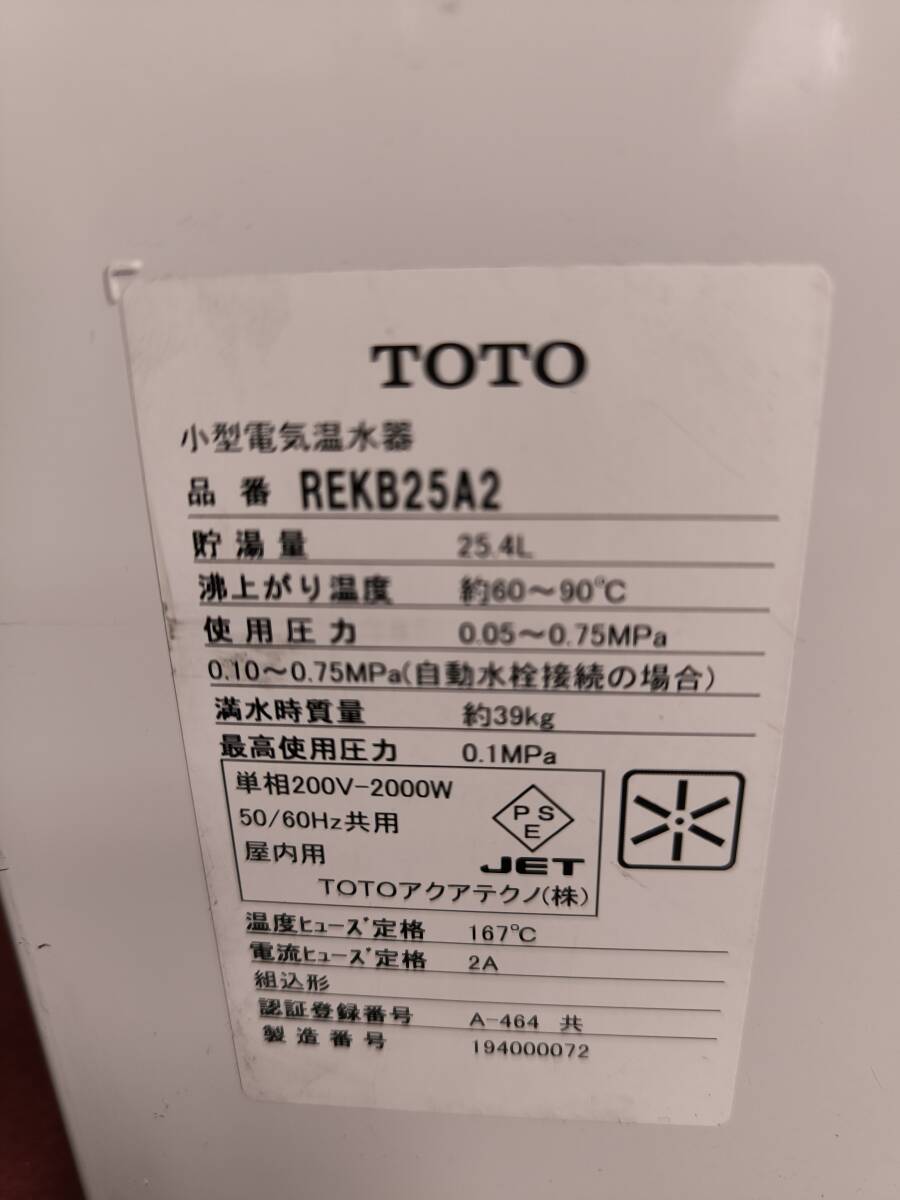 TOTO
小型電気温水器
品番 REKB25A2
貯湯量 25.4L
沸上がり温度 約60～90℃
使用圧力 0.05～0.75MPa
0.10～0.75MPa(自動水栓接続の場合)
満水時質量 約39kg
最高使用圧力 0.1MPa
単相200V-2000W
50/60Hz共用
屋内用
PSE
JET
TOTOアクアテクノ(株)
温度ﾋｭｰｽﾞ定格 167℃
電流ﾋｭｰｽﾞ定格 2A
組込形
認証登録番号 A-464 共
製造番号 194000072